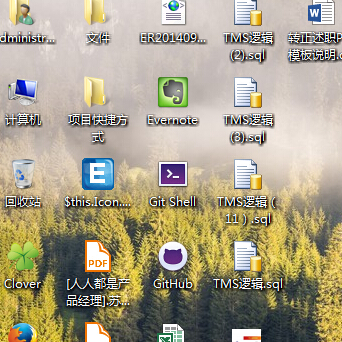 dministr...
文件
ER201409...
TMS逻辑
(2).sql
转正述职P
模板说明.d
计算机
项目快捷方
式
Evernote
TMS逻辑
(3).sql
回收站
$this.Icon....
Git Shell
TMS逻辑（
11）.sql
Clover
PDF
[人人都是产
品经理].苏...
GitHub
TMS逻辑.sql